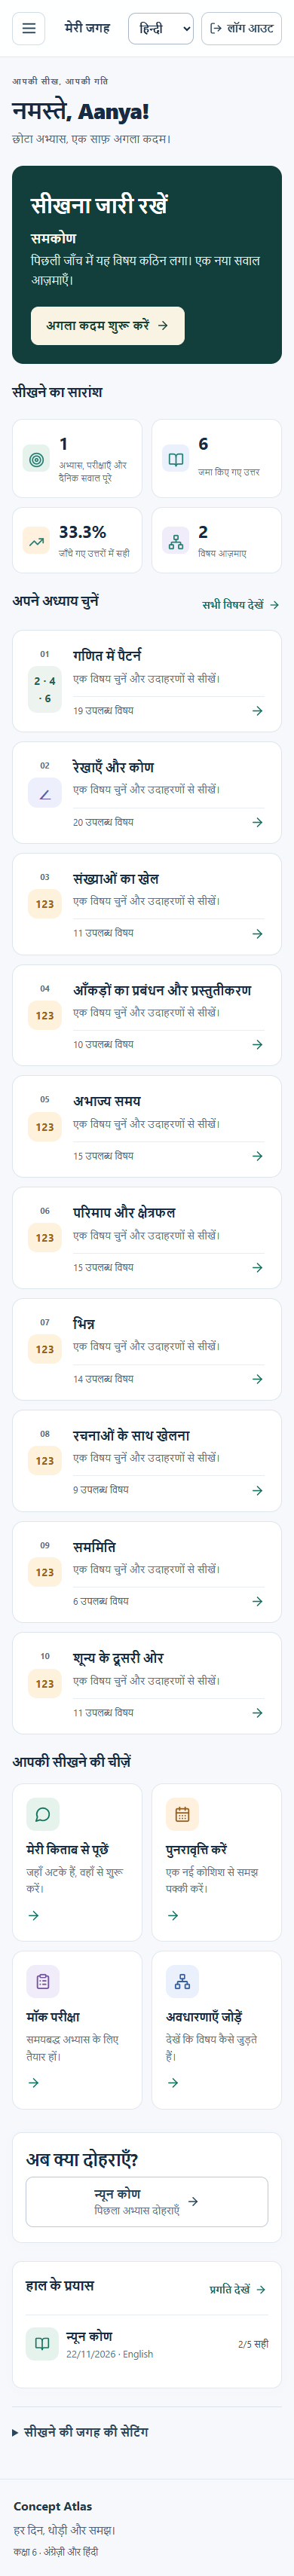 मेरी जगह
हिन्दी
लॉग आउट
आपकी सीख, आपकी गति
नमस्ते, Aanya!
छोटा अभ्यास, एक साफ़ अगला कदम।
सीखना जारी रखें
समकोण
पिछली जाँच में यह विषय कठिन लगा। एक नया सवाल
आज़माएँ।
अगला कदम शुरू करें
सीखने का सारांश
1
अभ्यास, परीक्षाएँ और
दैनिक सवाल पूरे
6
जमा किए गए उत्तर
33.3%
जाँचे गए उत्तरों में सही
2
विषय आज़माए
अपने अध्याय चुनें
सभी विषय देखें
01
2 · 4
· 6
गणित में पैटर्न
एक विषय चुनें और उदाहरणों से सीखें।
19 उपलब्ध विषय
02
रेखाएँ और कोण
एक विषय चुनें और उदाहरणों से सीखें।
20 उपलब्ध विषय
03
123
संख्याओं का खेल
एक विषय चुनें और उदाहरणों से सीखें।
11 उपलब्ध विषय
04
123
आँकड़ों का प्रबंधन और प्रस्तुतीकरण
एक विषय चुनें और उदाहरणों से सीखें।
10 उपलब्ध विषय
05
123
अभाज्य समय
एक विषय चुनें और उदाहरणों से सीखें।
15 उपलब्ध विषय
06
123
परिमाप और क्षेत्रफल
एक विषय चुनें और उदाहरणों से सीखें।
15 उपलब्ध विषय
07
123
भिन्न
एक विषय चुनें और उदाहरणों से सीखें।
14 उपलब्ध विषय
08
123
रचनाओं के साथ खेलना
एक विषय चुनें और उदाहरणों से सीखें।
9 उपलब्ध विषय
09
123
सममिति
एक विषय चुनें और उदाहरणों से सीखें।
6 उपलब्ध विषय
10
123
शून्य के दूसरी ओर
एक विषय चुनें और उदाहरणों से सीखें।
11 उपलब्ध विषय
आपकी सीखने की चीज़ें
मेरी किताब से पूछें
जहाँ अटके हैं, वहाँ से शुरू
करें।
पुनरावृत्ति करें
एक नई कोशिश से समझ
पक्की करें।
मॉक परीक्षा
समयबद्ध अभ्यास के लिए
तैयार हों।
अवधारणाएँ जोड़ें
देखें कि विषय कैसे जुड़ते
हैं।
अब क्या दोहराएँ?
न्यून कोण
पिछला अभ्यास दोहराएँ
हाल के प्रयास
प्रगति देखें
न्यून कोण
22/11/2026 · English
2/5 सही
सीखने की जगह की सेटिंग
Concept Atlas
हर दिन, थोड़ी और समझ।
कक्षा 6 · अंग्रेज़ी और हिंदी